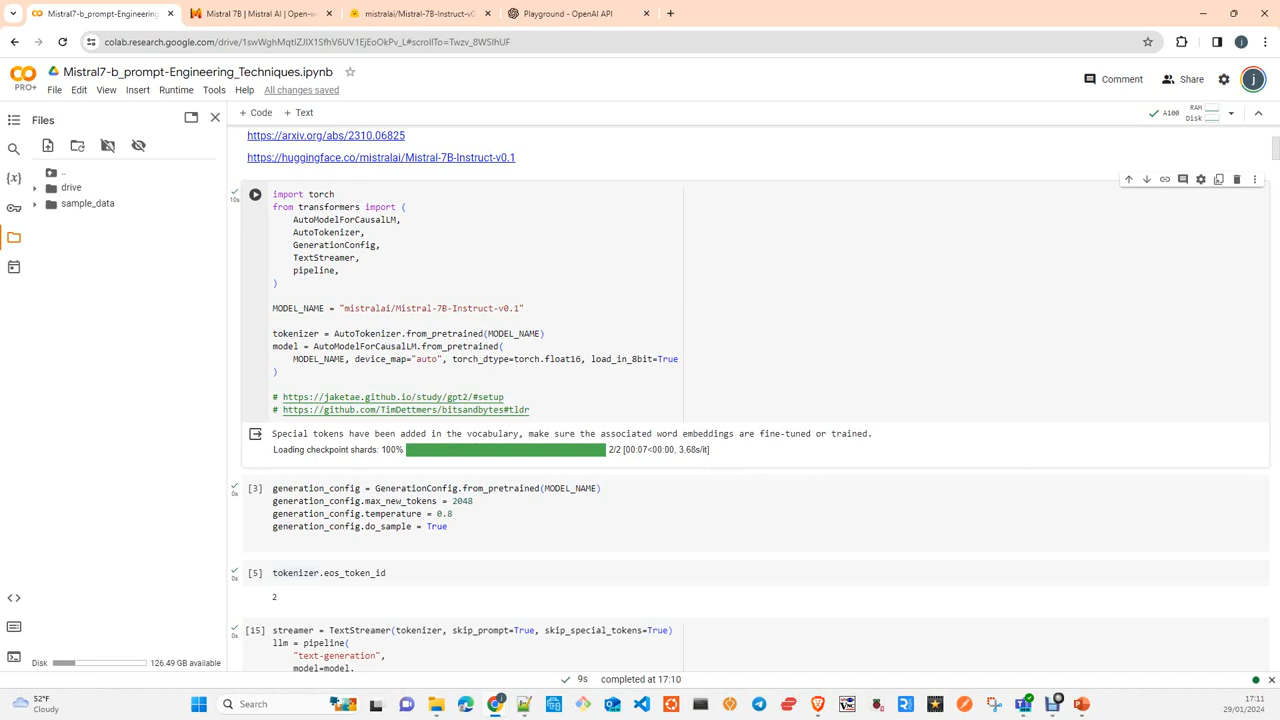 Mistral7-b_prompt-Engineering_
Mistral 7B | Mistral AI | Open-w
mistralai/Mistral-7B-Instruct-v0.
Playground - OpenAI API
colab.research.google.com/drive/1swWghMqtIZJIX1SfhV6UV1EjEoOkPv_L#scrollTo=Twzv_8WSIhUF
Mistral7-b_prompt-Engineering_Techniques.ipynb
PRO+
File Edit View Insert Runtime Tools Help All changes saved
Comment Share j
Files
+ Code + Text
A100 RAM Disk
..
drive
sample_data
https://arxiv.org/abs/2310.06825
https://huggingface.co/mistralai/Mistral-7B-Instruct-v0.1
10s
import torch
from transformers import (
AutoModelForCausalLM,
AutoTokenizer,
GenerationConfig,
TextStreamer,
pipeline,
)
MODEL_NAME = "mistralai/Mistral-7B-Instruct-v0.1"
tokenizer = AutoTokenizer.from_pretrained(MODEL_NAME)
model = AutoModelForCausalLM.from_pretrained(
MODEL_NAME, device_map="auto", torch_dtype=torch.float16, load_in_8bit=True
)
# https://jaketae.github.io/study/gpt2/#setup
# https://github.com/TimDettmers/bitsandbytes#tldr
Special tokens have been added in the vocabulary, make sure the associated word embeddings are fine-tuned or trained.
Loading checkpoint shards: 100% 2/2 [00:07<00:00, 3.68s/it]
0s
[3] generation_config = GenerationConfig.from_pretrained(MODEL_NAME)
generation_config.max_new_tokens = 2048
generation_config.temperature = 0.8
generation_config.do_sample = True
0s
[5] tokenizer.eos_token_id
2
0s
[15] streamer = TextStreamer(tokenizer, skip_prompt=True, skip_special_tokens=True)
llm = pipeline(
"text-generation",
model=model,
Disk 126.49 GB available
9s completed at 17:10
52°F
Cloudy
Search
17:11
29/01/2024